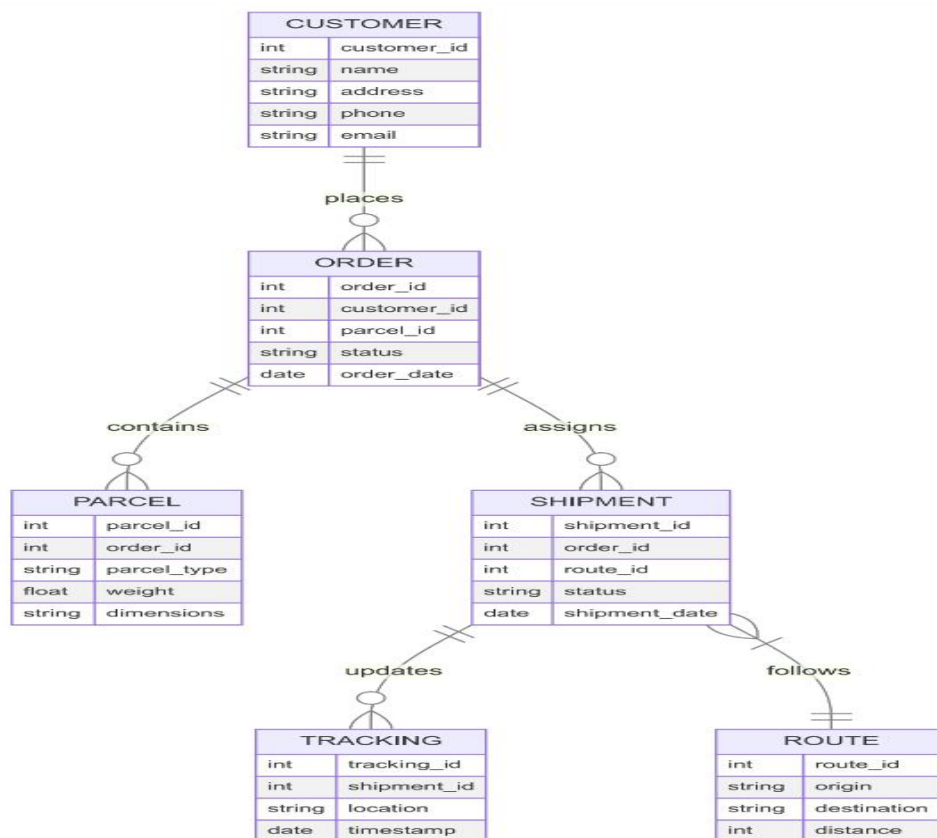 CUSTOMER
int customer_id
string name
string address
string phone
string email
places
ORDER
int order_id
int customer_id
int parcel_id
string status
date order_date
contains
assigns
PARCEL
int parcel_id
int order_id
string parcel_type
float weight
string dimensions
SHIPMENT
int shipment_id
int order_id
int route_id
string status
date shipment_date
updates
follows
TRACKING
int tracking_id
int shipment_id
string location
date timestamp
ROUTE
int route_id
string origin
string destination
int distance